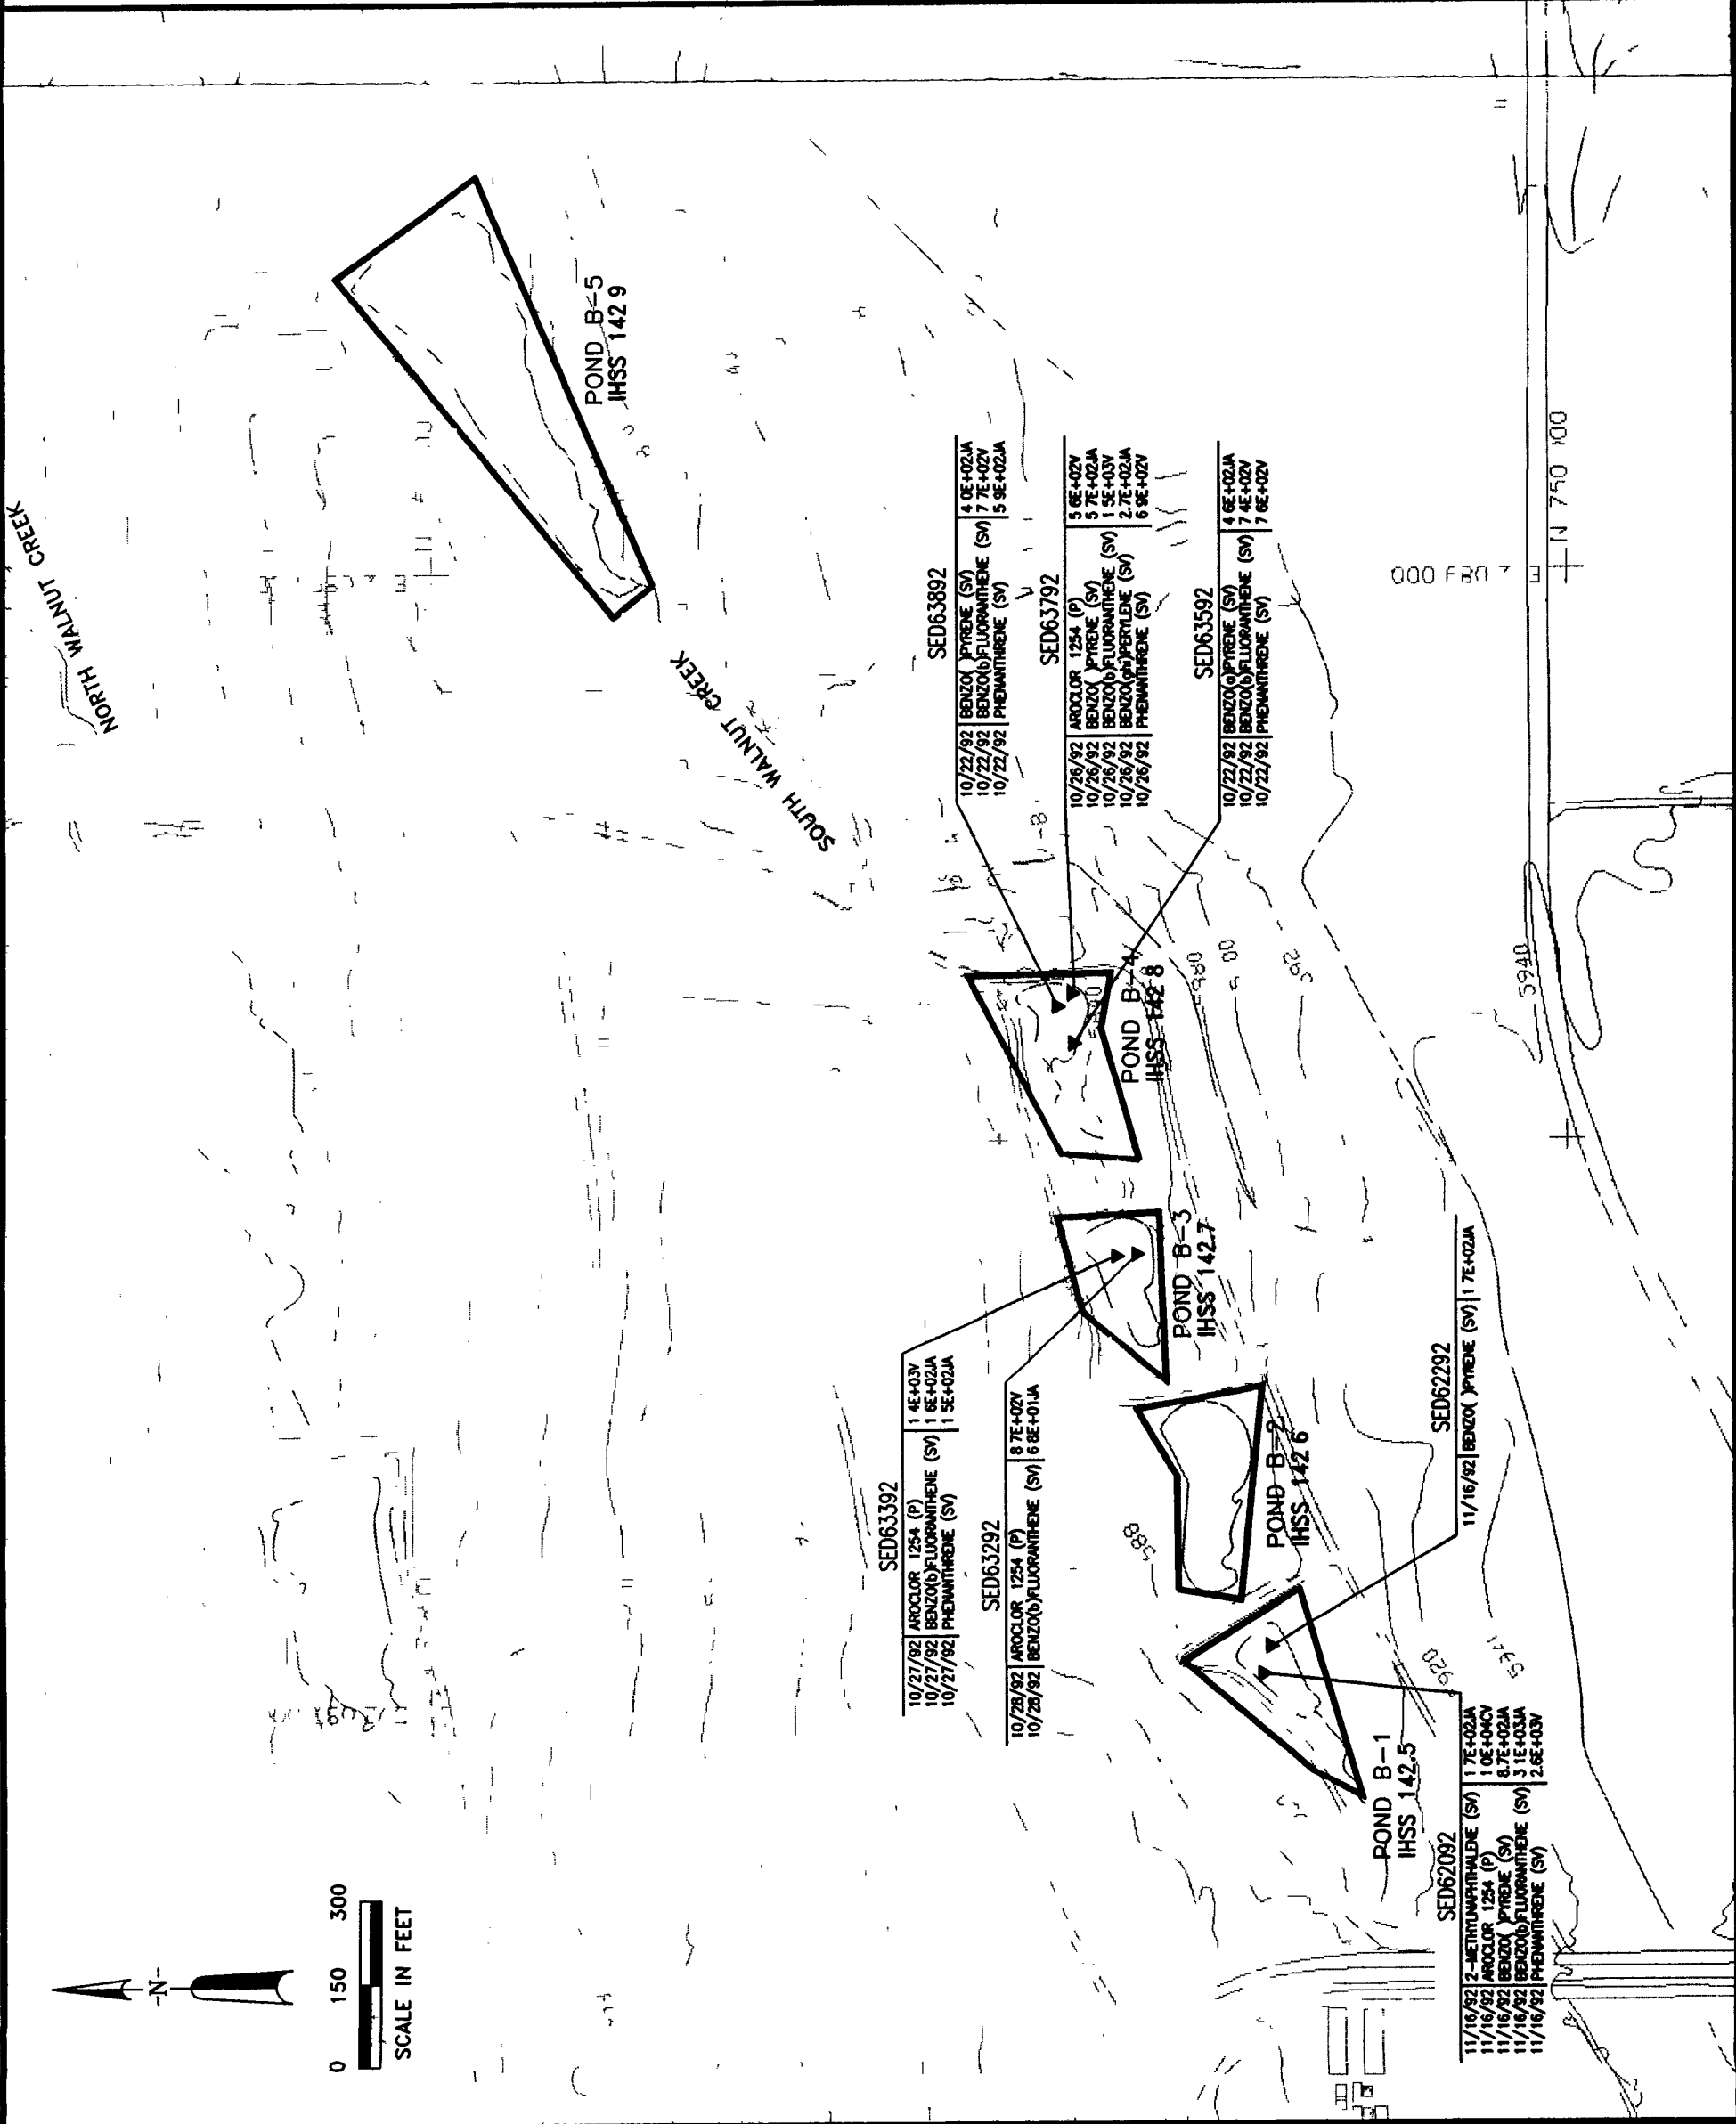 NORTH WALNUT CREEK
POND B-5
IHSS 142 9
SOUTH WALNUT CREEK
-N-
0 150 300
SCALE IN FEET
SED63892
10/22/92 BENZO( )PYRENE (SV) 4 0E+02JA
10/22/92 BENZO(b)FLUORANTHENE (SV) 7 7E+02V
10/22/92 PHENANTHRENE (SV) 5 9E+02JA
SED63792
10/26/92 AROCLOR 1254 (P) 5 6E+02V
10/26/92 BENZO( )PYRENE (SV) 5 7E+02JA
10/26/92 BENZO(b)FLUORANTHENE (SV) 1 5E+03V
10/26/92 BENZO(ghi)PERYLENE (SV) 2.7E+02JA
10/26/92 PHENANTHRENE (SV) 6 9E+02V
SED63592
10/22/92 BENZO(a)PYRENE (SV) 4 6E+02JA
10/22/92 BENZO(b)FLUORANTHENE (SV) 7 4E+02V
10/22/92 PHENANTHRENE (SV) 7 6E+02V
POND B-4
IHSS 142 8
SED63392
10/27/92 AROCLOR 1254 (P) 1 4E+03V
10/27/92 BENZO(b)FLUORANTHENE (SV) 1 6E+02JA
10/27/92 PHENANTHRENE (SV) 1 5E+02JA
SED63292
10/28/92 AROCLOR 1254 (P) 8 7E+02V
10/28/92 BENZO(b)FLUORANTHENE (SV) 6 8E+01JA
POND B-3
IHSS 142.7
POND B-2
IHSS 142 6
SED62292
11/16/92 BENZO( )PYRENE (SV) 1 7E+02JA
POND B-1
IHSS 142.5
SED62092
11/16/92 2-METHYLNAPHTHALENE (SV) 1 7E+02JA
11/16/92 AROCLOR 1254 (P) 1 0E+04CV
11/16/92 BENZO( )PYRENE (SV) 8.7E+02JA
11/16/92 BENZO(b)FLUORANTHENE (SV) 3 1E+03JA
11/16/92 PHENANTHRENE (SV) 2.6E+03V
588
920
5940
N 750 00